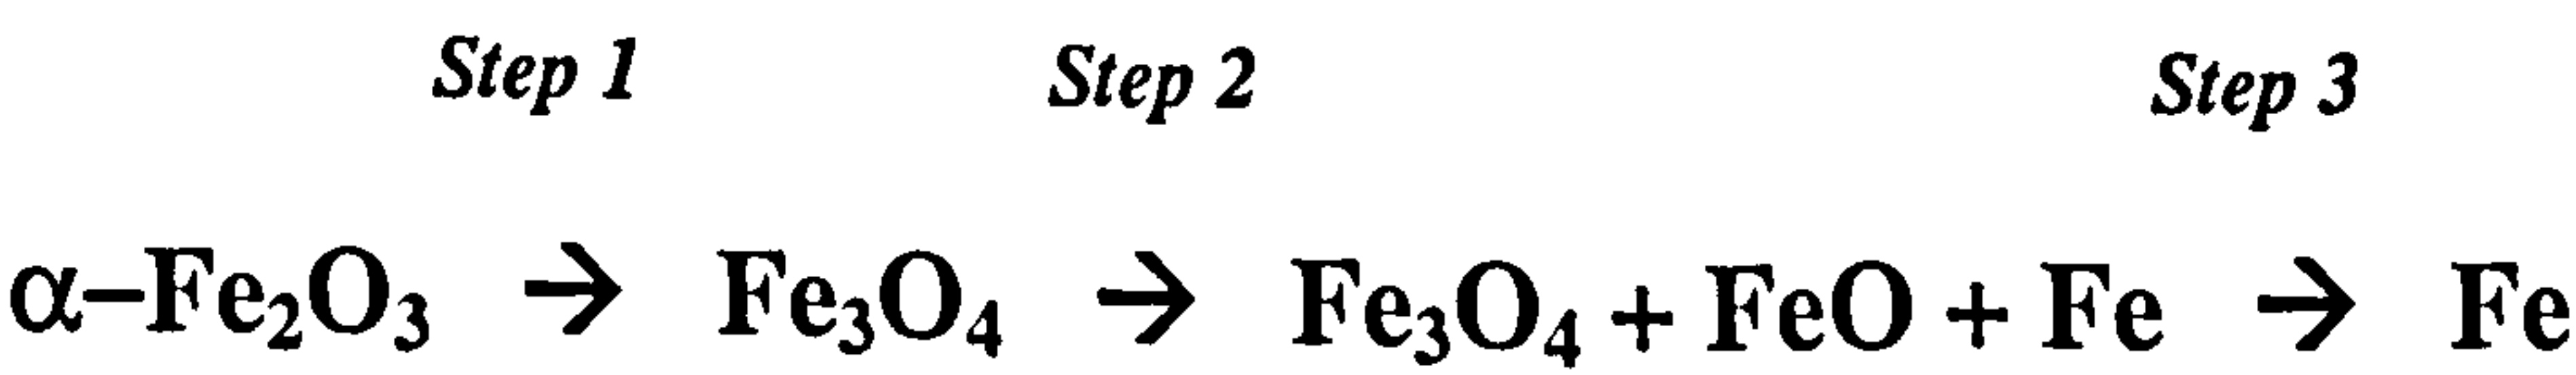 Step 1 Step 2 Step 3
α–Fe₂O₃ → Fe₃O₄ → Fe₃O₄ + FeO + Fe → Fe